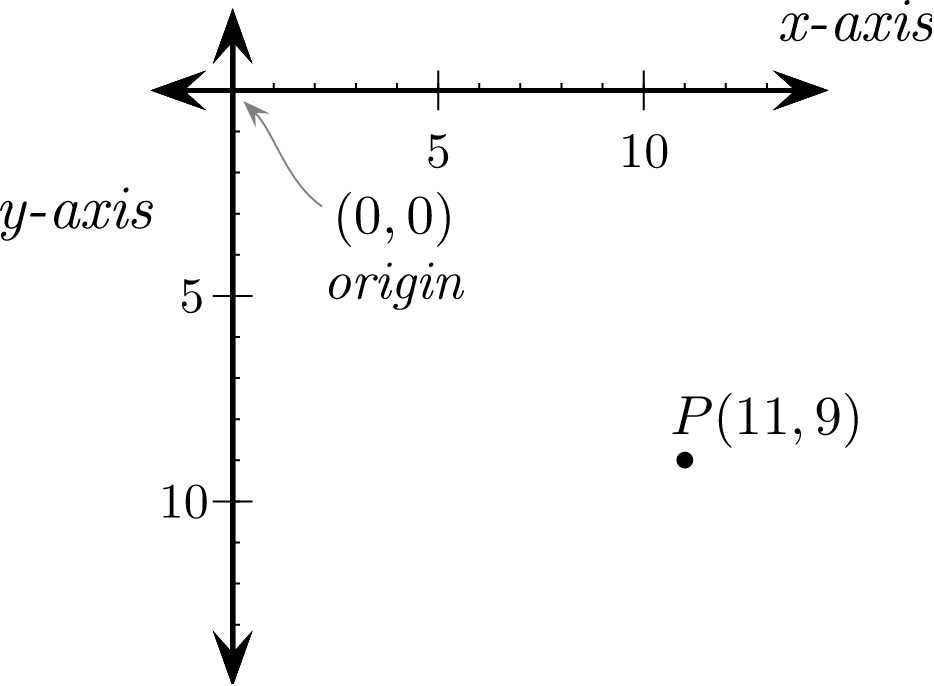 x-axis
5
10
y-axis
(0, 0)
origin
5
P(11, 9)
10